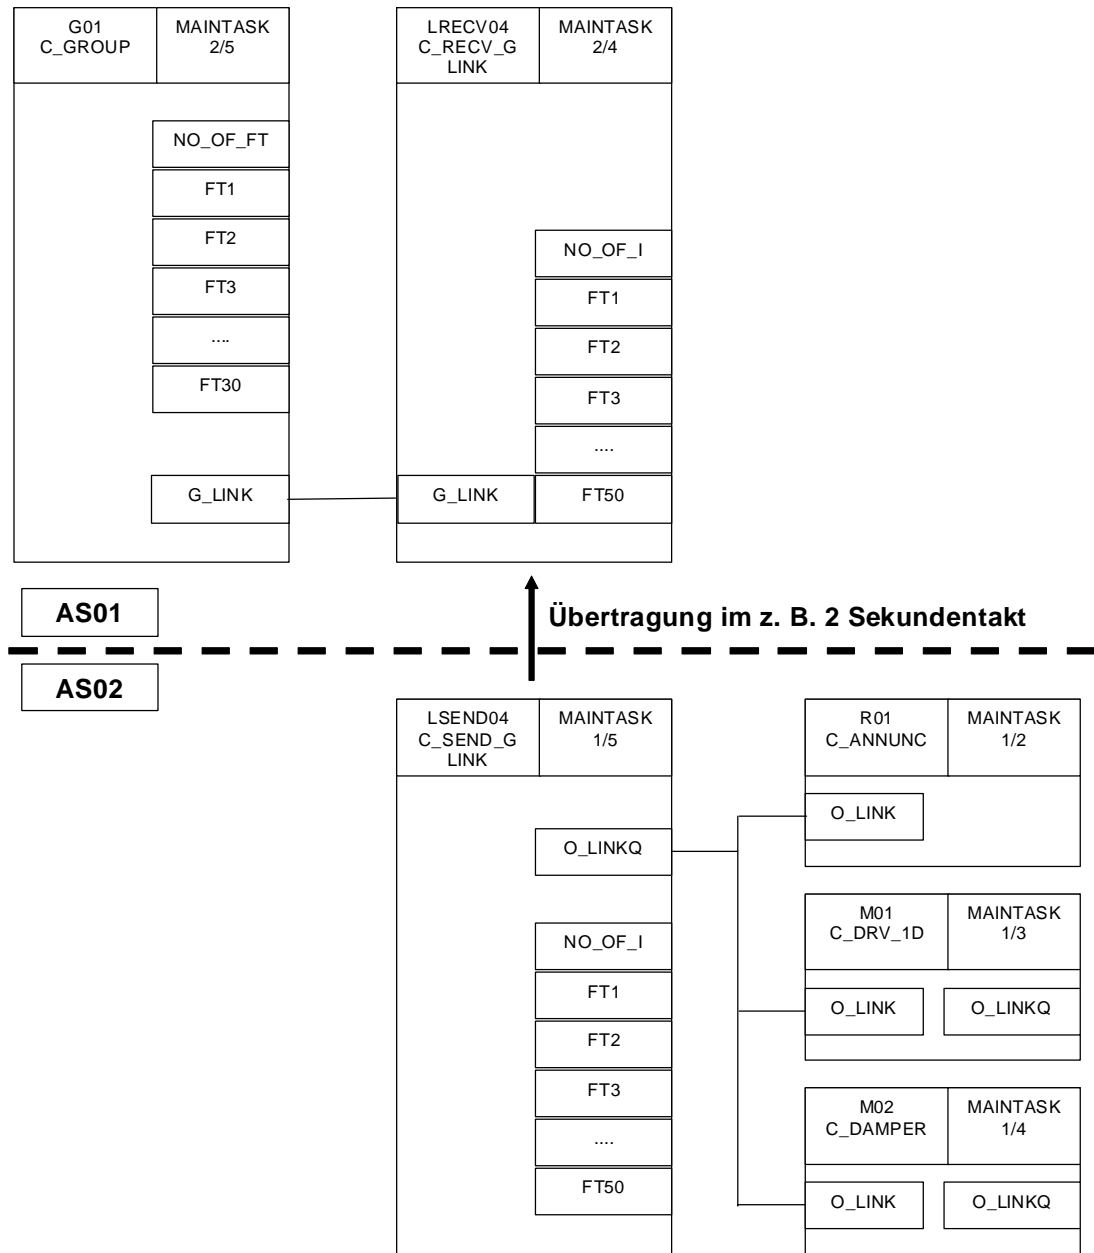 G01
C_GROUP
MAINTASK
2/5
NO_OF_FT
FT1
FT2
FT3
....
FT30
G_LINK
LRECV04
C_RECV_G
LINK
MAINTASK
2/4
NO_OF_I
FT1
FT2
FT3
....
G_LINK
FT50
AS01
Übertragung im z. B. 2 Sekundentakt
AS02
LSEND04
C_SEND_G
LINK
MAINTASK
1/5
O_LINKQ
NO_OF_I
FT1
FT2
FT3
....
FT50
R01
C_ANNUNC
MAINTASK
1/2
O_LINK
M01
C_DRV_1D
MAINTASK
1/3
O_LINK
O_LINKQ
M02
C_DAMPER
MAINTASK
1/4
O_LINK
O_LINKQ